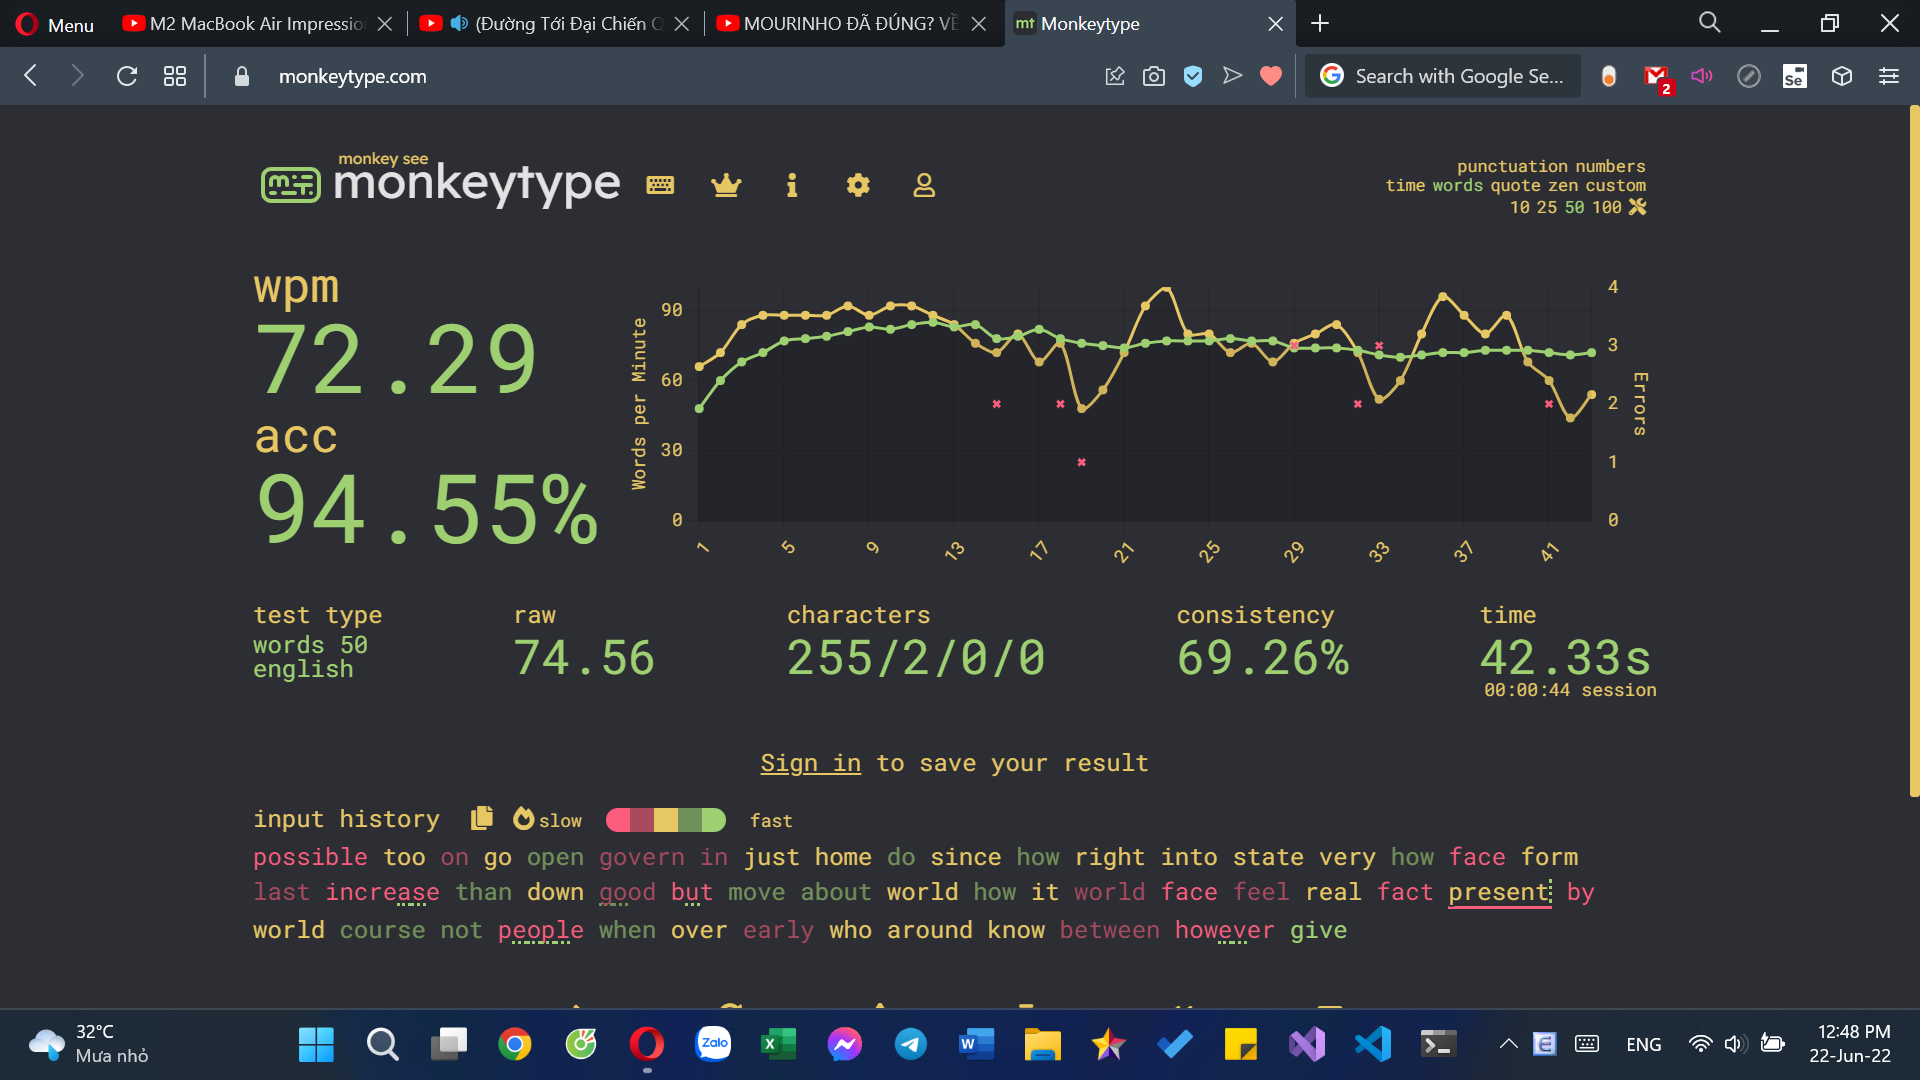 Menu
M2 MacBook Air Impressio
(Đường Tới Đại Chiến Q
MOURINHO ĐÃ ĐÚNG? VỀ
mt Monkeytype
monkeytype.com
Search with Google Se...
2
Se
monkey see
monkeytype
punctuation numbers
time words quote zen custom
10 25 50 100
wpm
72.29
acc
94.55%
Words per Minute
90
60
30
0
1 5 9 13 17 21 25 29 33 37 41
4
3
2
1
0
Errors
test type
words 50
english
raw
74.56
characters
255/2/0/0
consistency
69.26%
time
42.33s
00:00:44 session
Sign in to save your result
input history slow fast
possible too on go open govern in just home do since how right into state very how face form
last increase than down good but move about world how it world face feel real fact present by
world course not people when over early who around know between however give
32°C
Mưa nhỏ
Zalo
ENG
12:48 PM
22-Jun-22